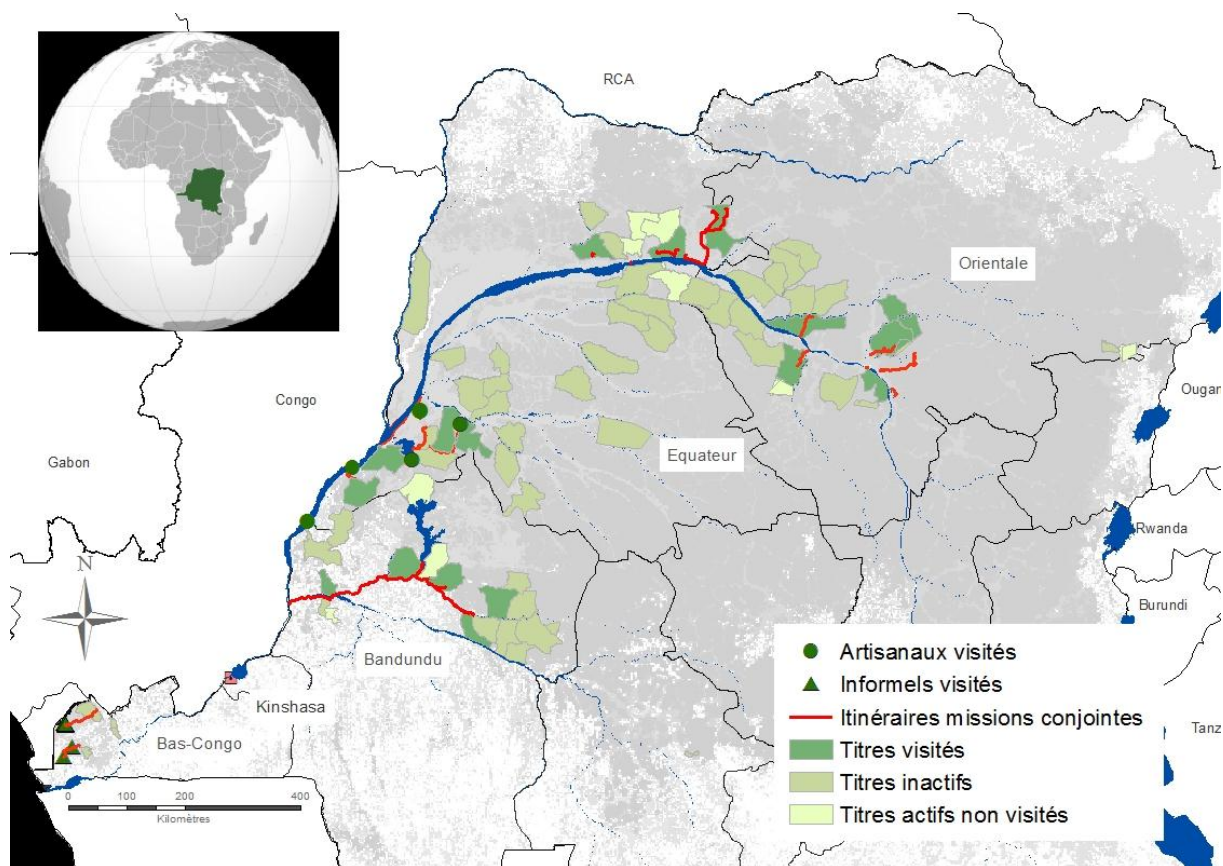 RCA
Orientale
Congo
Ougan
Gabon
Equateur
Rwanda
N
Burundi
Bandundu
Kinshasa
Bas-Congo
Tanz
0 100 200 400
Kilomètres
Artisanaux visités
Informels visités
Itinéraires missions conjointes
Titres visités
Titres inactifs
Titres actifs non visités